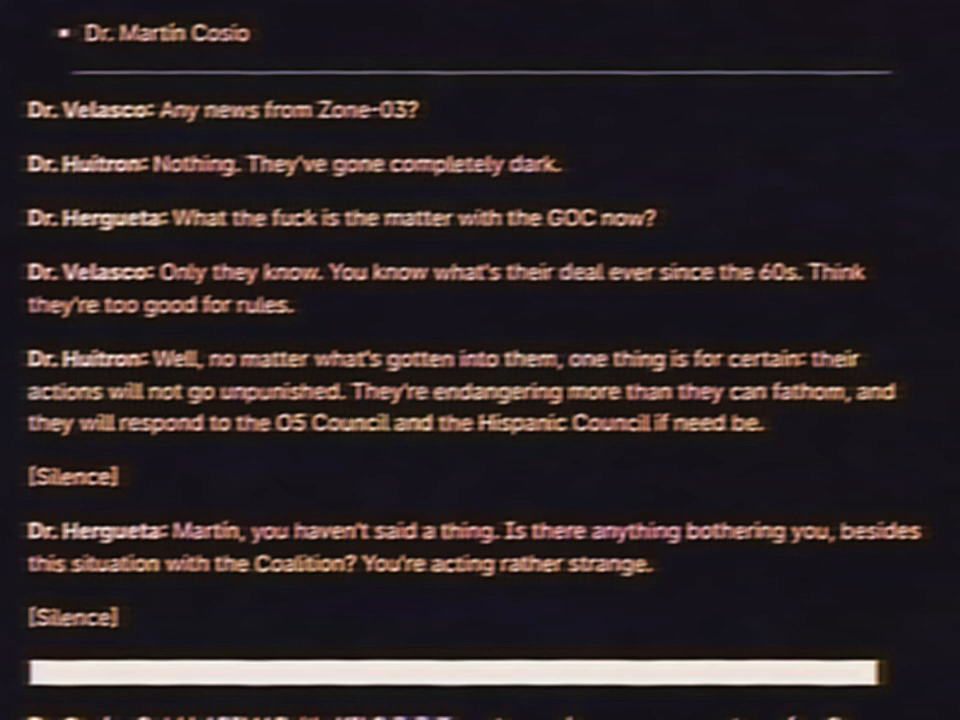 • Dr. Martín Cosio
Dr. Velasco: Any news from Zone-03?
Dr. Huitron: Nothing. They've gone completely dark.
Dr. Hergueta: What the fuck is the matter with the GOC now?
Dr. Velasco: Only they know. You know what's their deal ever since the 60s. Think
they're too good for rules.
Dr. Huitron: Well, no matter what's gotten into them, one thing is for certain: their
actions will not go unpunished. They're endangering more than they can fathom, and
they will respond to the O5 Council and the Hispanic Council if need be.
[Silence]
Dr. Hergueta: Martín, you haven't said a thing. Is there anything bothering you, besides
this situation with the Coalition? You're acting rather strange.
[Silence]